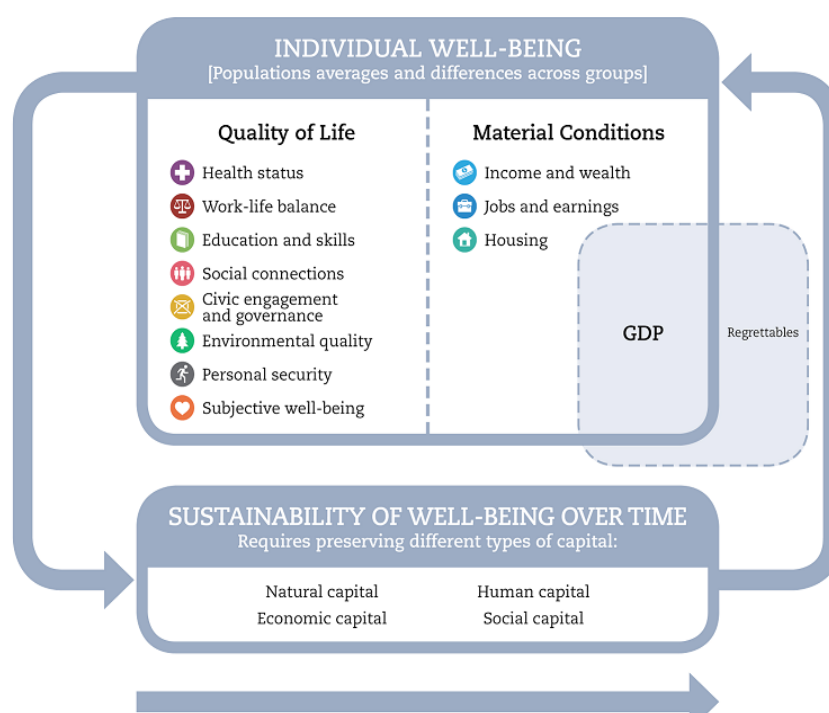 INDIVIDUAL WELL-BEING
[Populations averages and differences across groups]
Quality of Life
Health status
Work-life balance
Education and skills
Social connections
Civic engagement
and governance
Environmental quality
Personal security
Subjective well-being
Material Conditions
Income and wealth
Jobs and earnings
Housing
GDP
Regrettables
SUSTAINABILITY OF WELL-BEING OVER TIME
Requires preserving different types of capital:
Natural capital
Human capital
Economic capital
Social capital